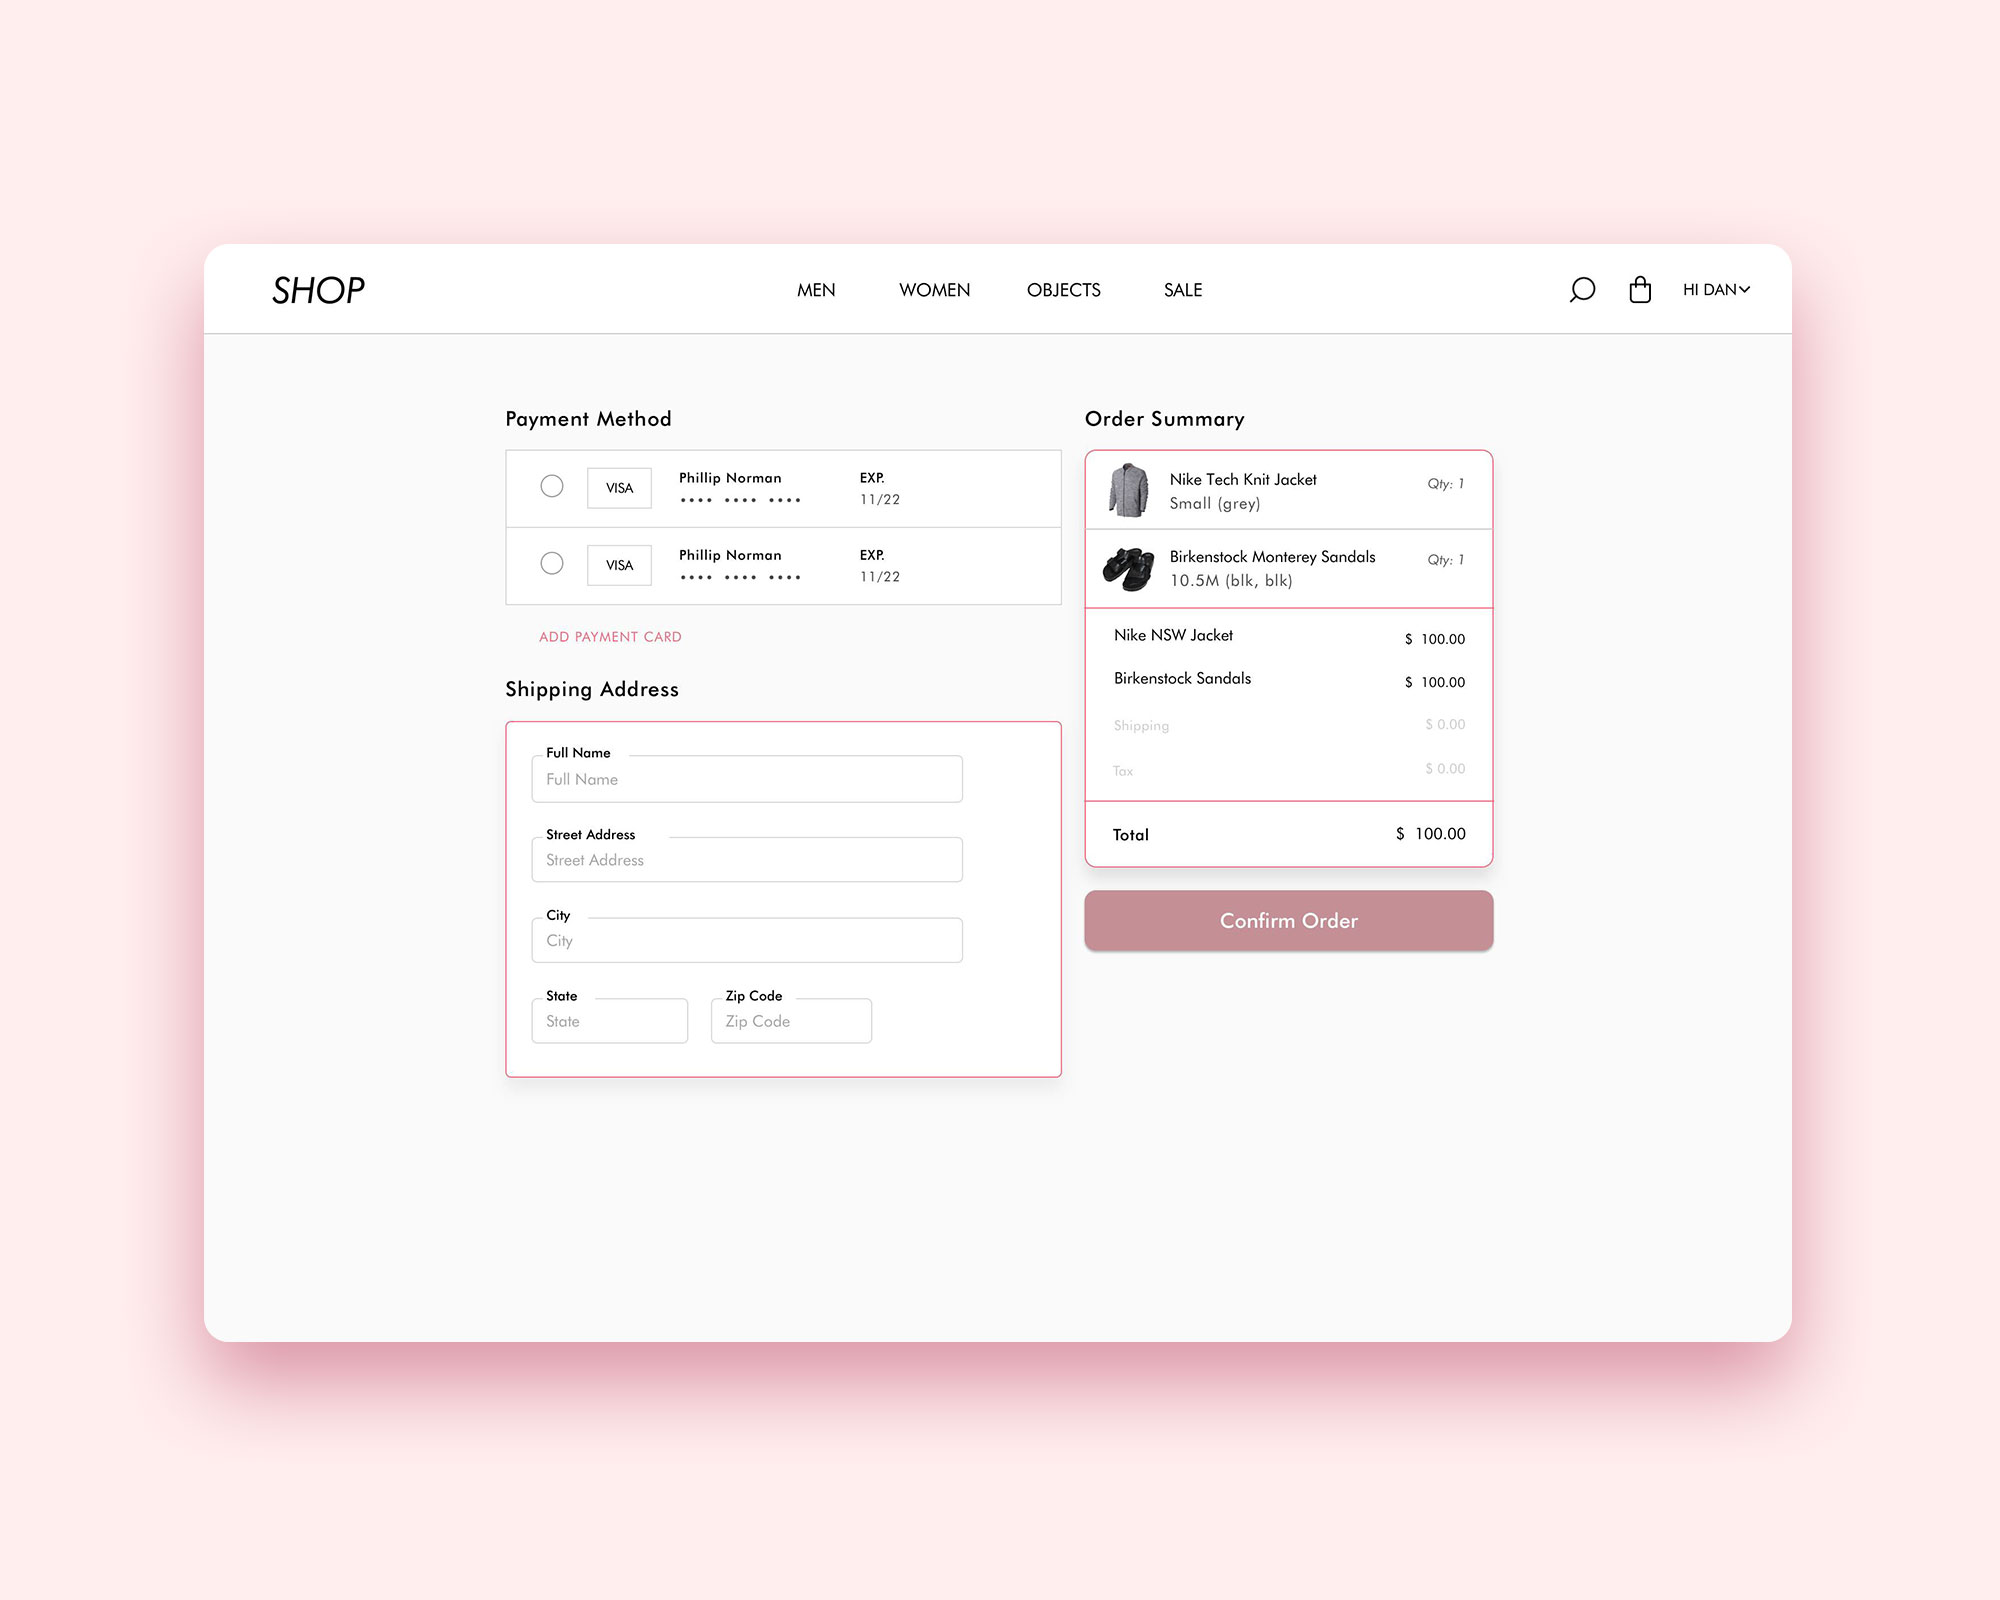 SHOP
MEN WOMEN OBJECTS SALE
HI DAN
Payment Method
VISA Phillip Norman EXP.
•••• •••• •••• 11/22
VISA Phillip Norman EXP.
•••• •••• •••• 11/22
ADD PAYMENT CARD
Shipping Address
Full Name
Full Name
Street Address
Street Address
City
City
State Zip Code
State Zip Code
Order Summary
Nike Tech Knit Jacket Qty: 1
Small (grey)
Birkenstock Monterey Sandals Qty: 1
10.5M (blk, blk)
Nike NSW Jacket $ 100.00
Birkenstock Sandals $ 100.00
Shipping $ 0.00
Tax $ 0.00
Total $ 100.00
Confirm Order